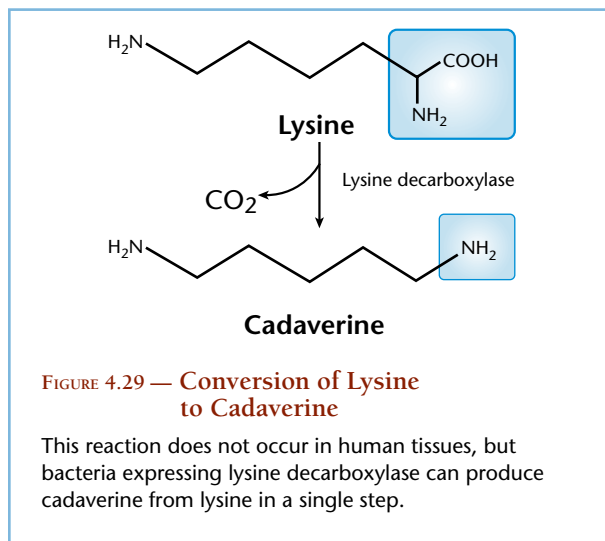 H₂N
COOH
NH₂
Lysine
Lysine decarboxylase
CO₂
H₂N
NH₂
Cadaverine
FIGURE 4.29 — Conversion of Lysine
to Cadaverine
This reaction does not occur in human tissues, but
bacteria expressing lysine decarboxylase can produce
cadaverine from lysine in a single step.